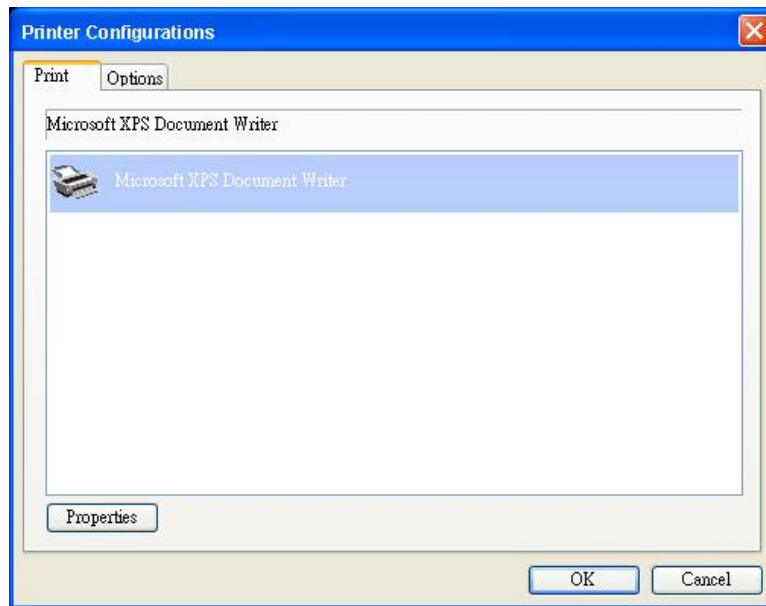 Printer Configurations
Print
Options
Microsoft XPS Document Writer
Microsoft XPS Document Writer
Properties
OK
Cancel